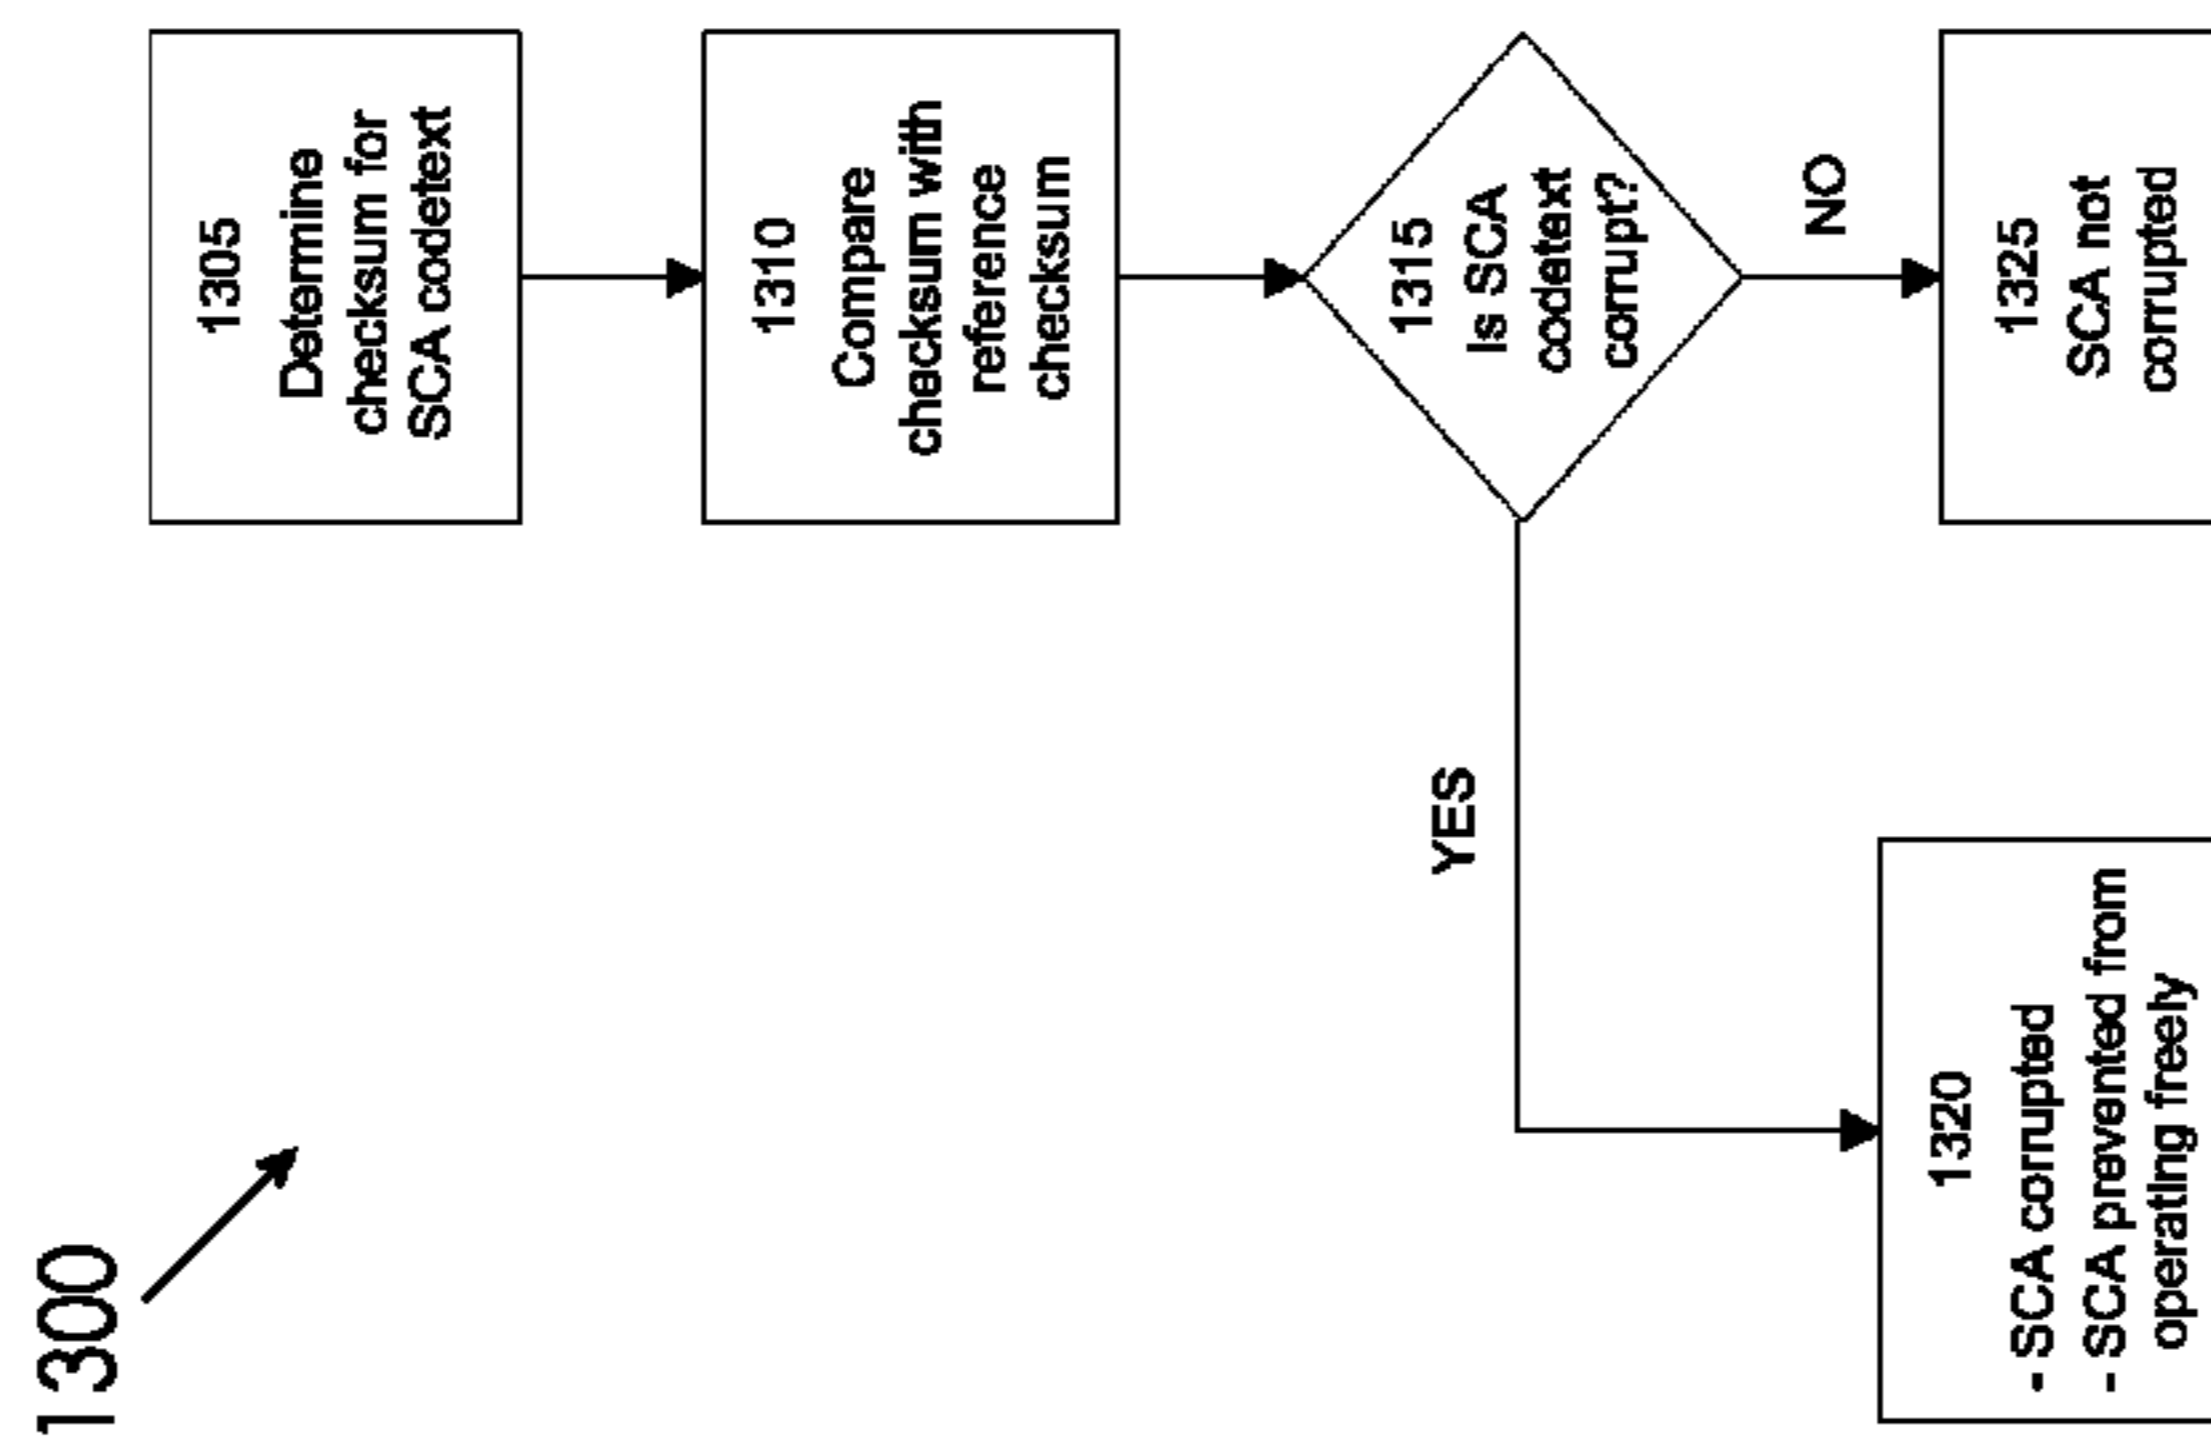 1300
1305
Determine
checksum for
SCA codetext
1310
Compare
checksum with
reference
checksum
1315
Is SCA
codetext
corrupt?
YES
NO
1320
- SCA corrupted
- SCA prevented from
operating freely
1325
SCA not
corrupted